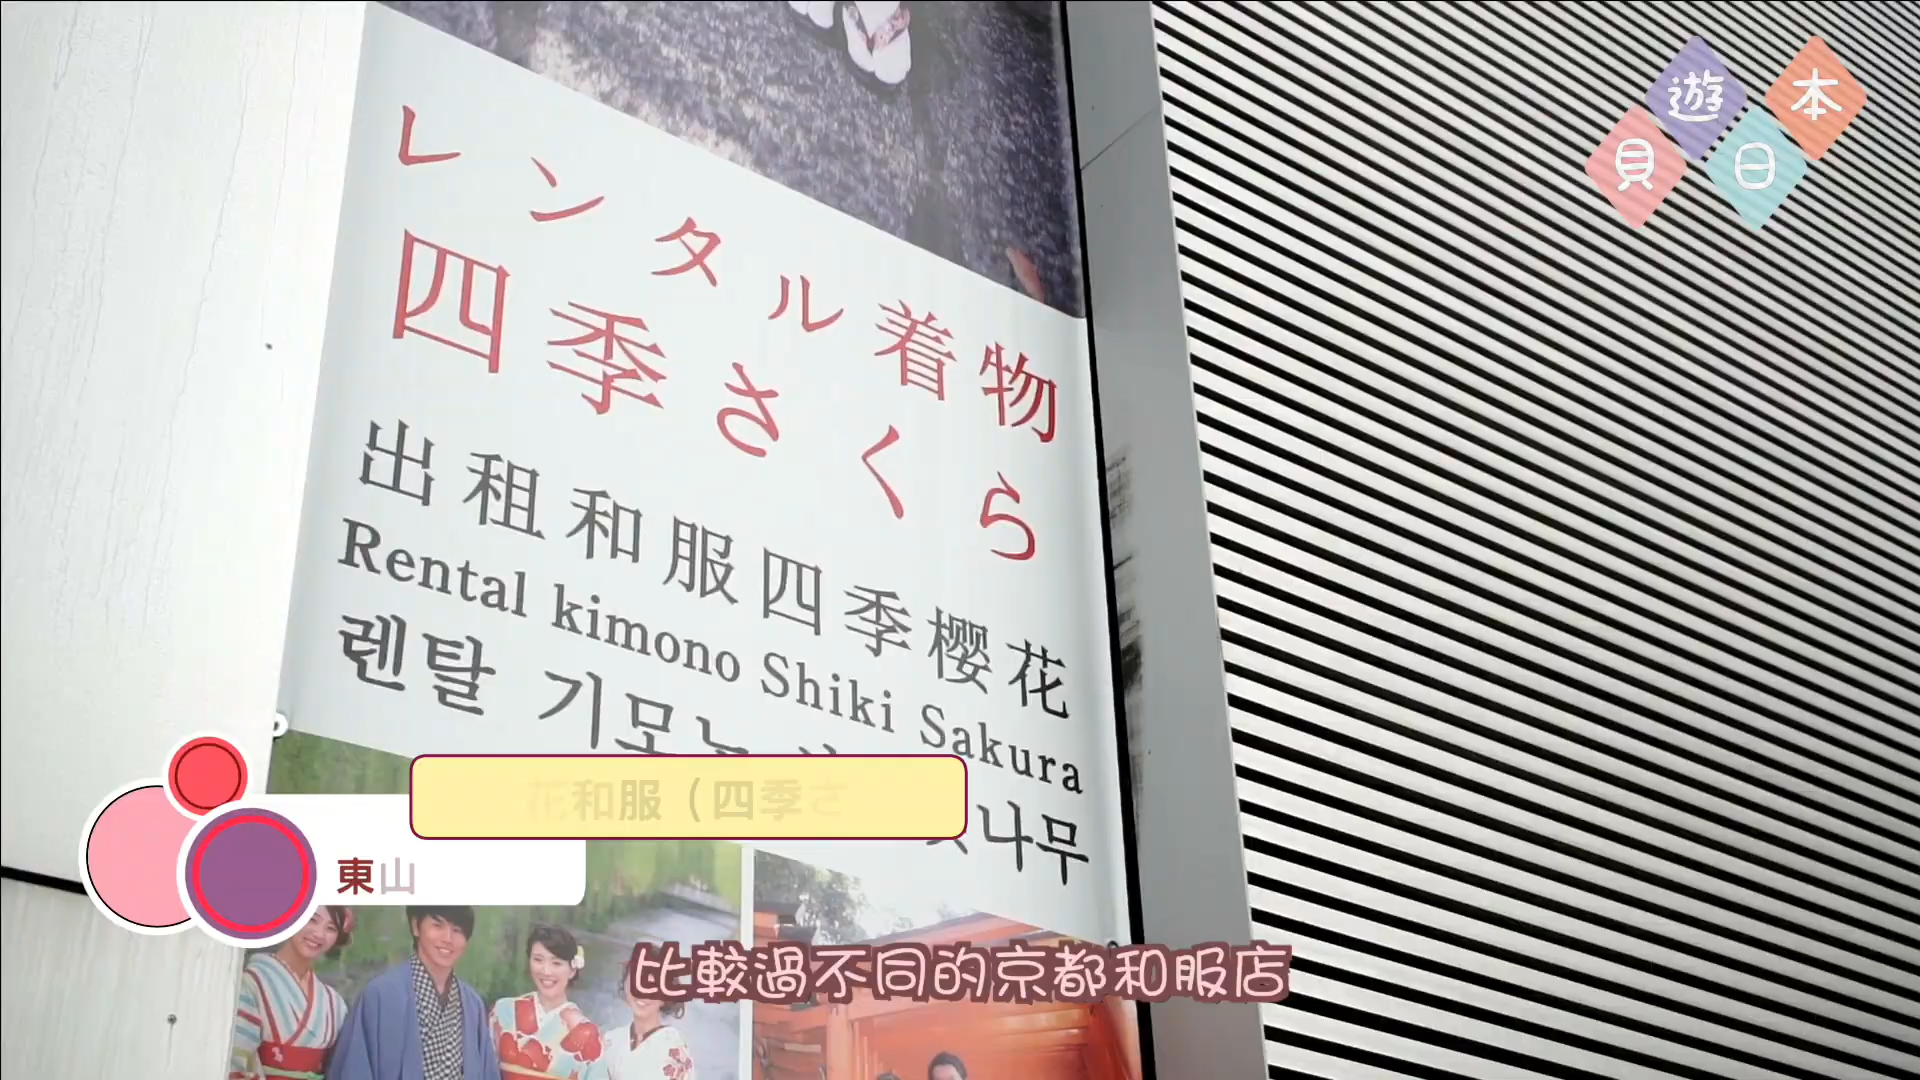 遊本
貝日
レンタル着物
四季さくら
出租和服四季樱花
Rental kimono Shiki Sakura
렌탈 기모노
나무
花和服（四季さ
東山
比較過不同的京都和服店